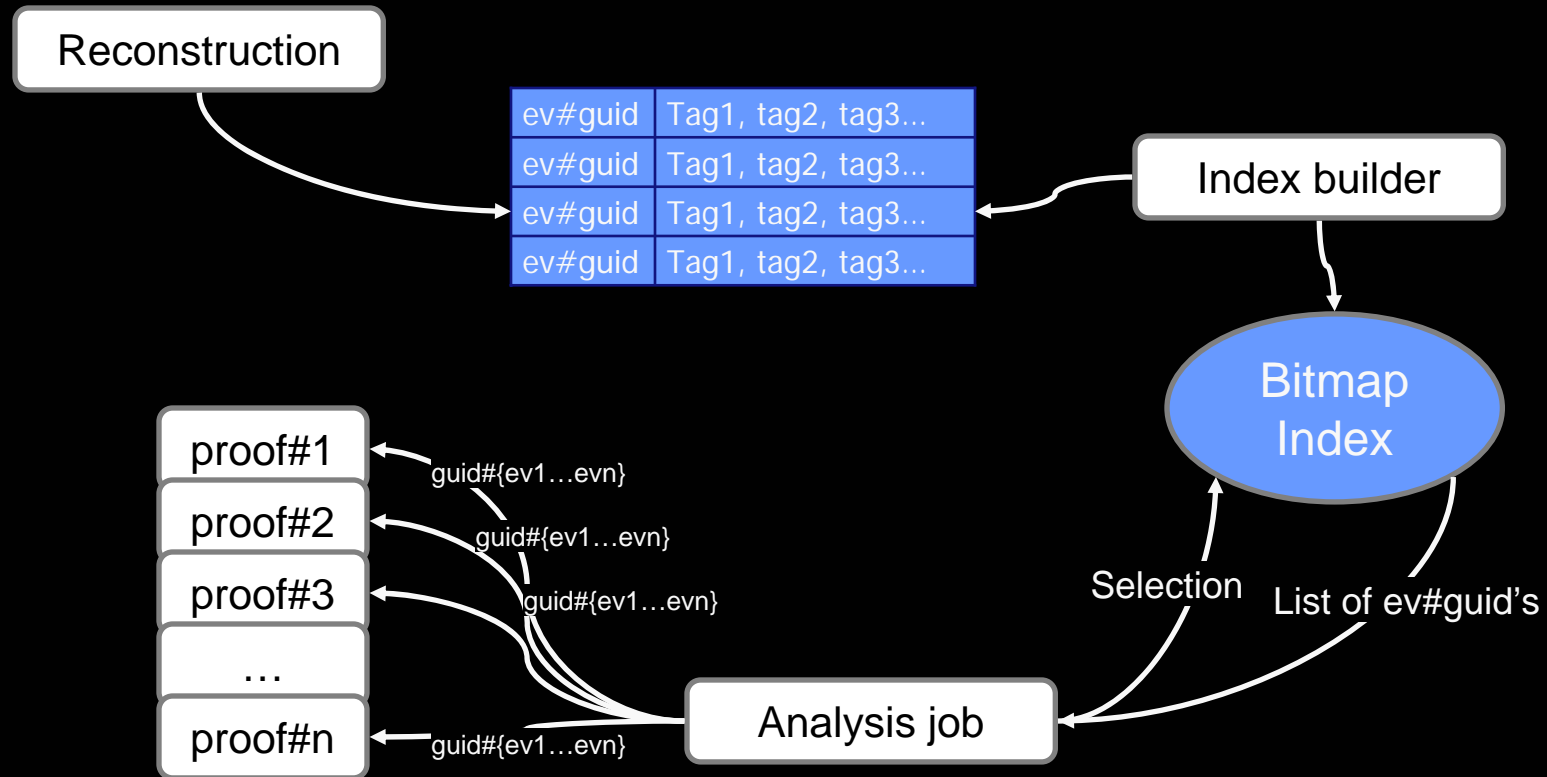 Reconstruction
ev#guid Tag1, tag2, tag3...
ev#guid Tag1, tag2, tag3...
ev#guid Tag1, tag2, tag3...
ev#guid Tag1, tag2, tag3...
Index builder
Bitmap
Index
proof#1
proof#2
proof#3
...
proof#n
guid#{ev1...evn}
guid#{ev1...evn}
guid#{ev1...evn}
guid#{ev1...evn}
Selection
List of ev#guid's
Analysis job